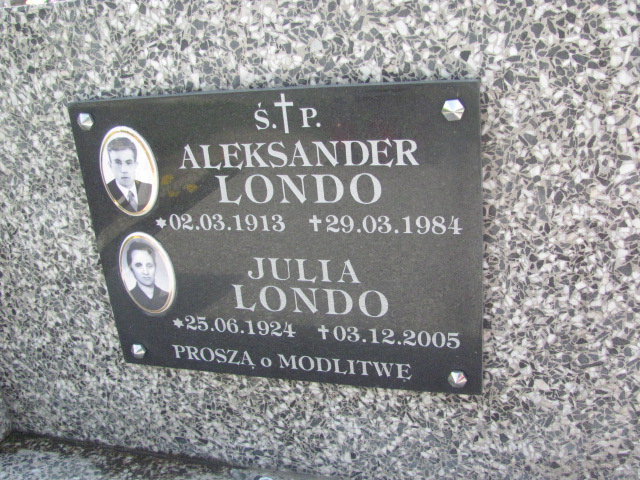 Ś.†P.
ALEKSANDER
LONDO
*02.03.1913 †29.03.1984
JULIA
LONDO
*25.06.1924 †03.12.2005
PROSZĄ o MODLITWĘ